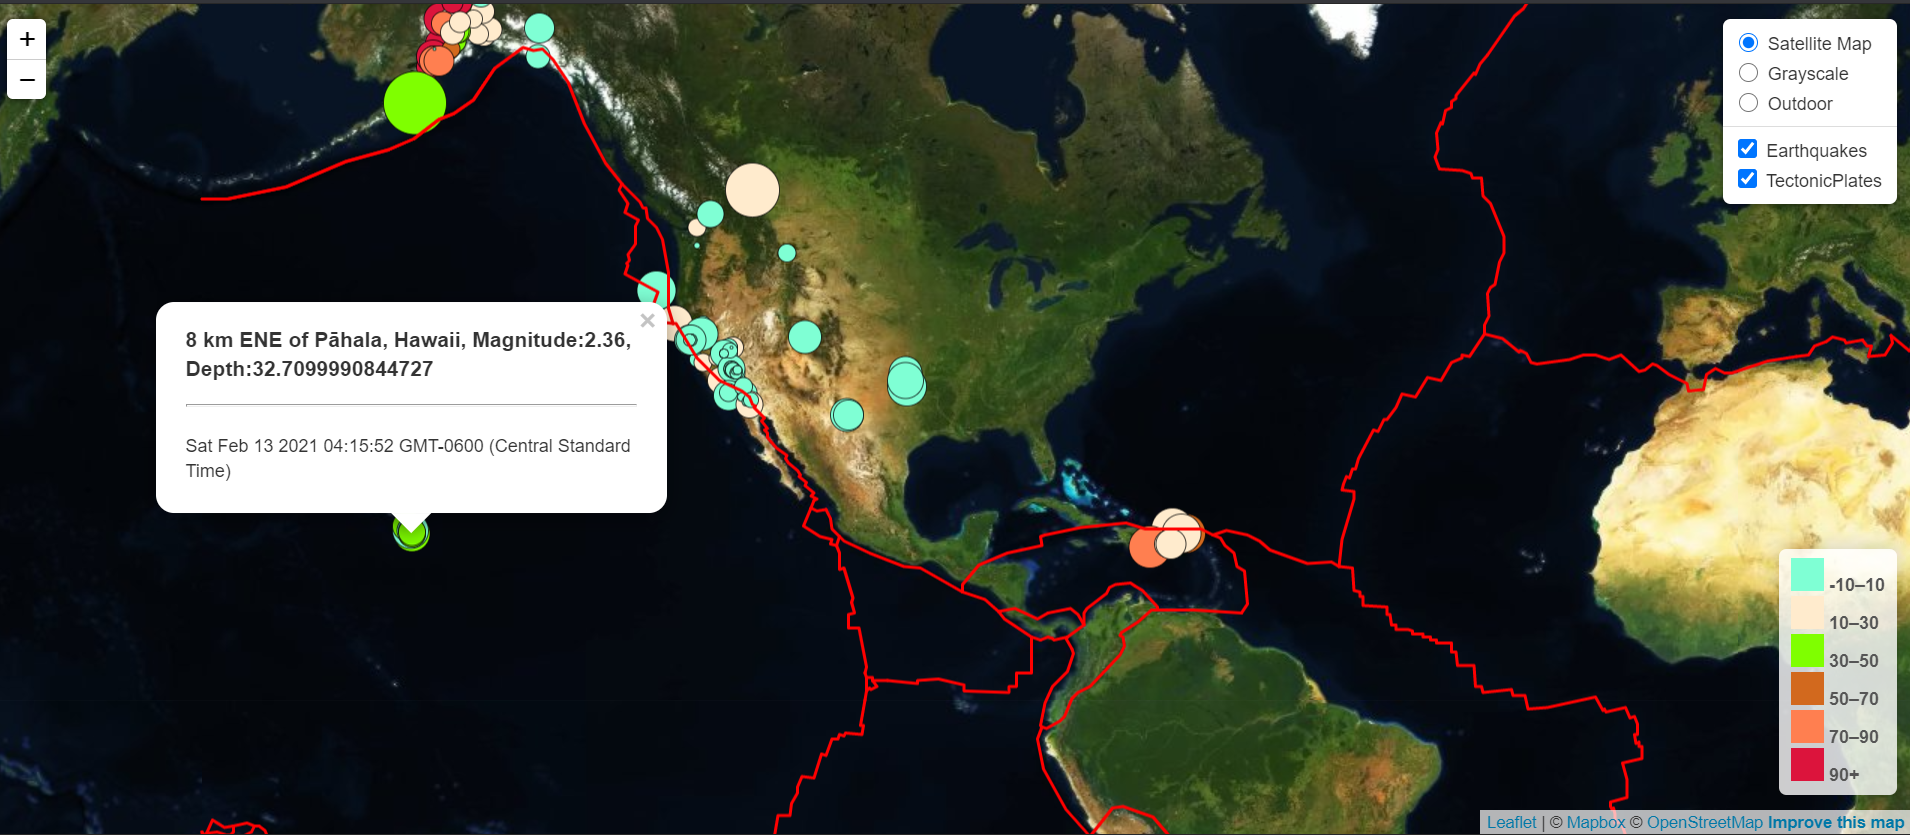 +
−
Satellite Map
Grayscale
Outdoor
Earthquakes
TectonicPlates
×
8 km ENE of Pāhala, Hawaii, Magnitude:2.36,
Depth:32.7099990844727
Sat Feb 13 2021 04:15:52 GMT-0600 (Central Standard
Time)
-10–10
10–30
30–50
50–70
70–90
90+
Leaflet | © Mapbox © OpenStreetMap Improve this map